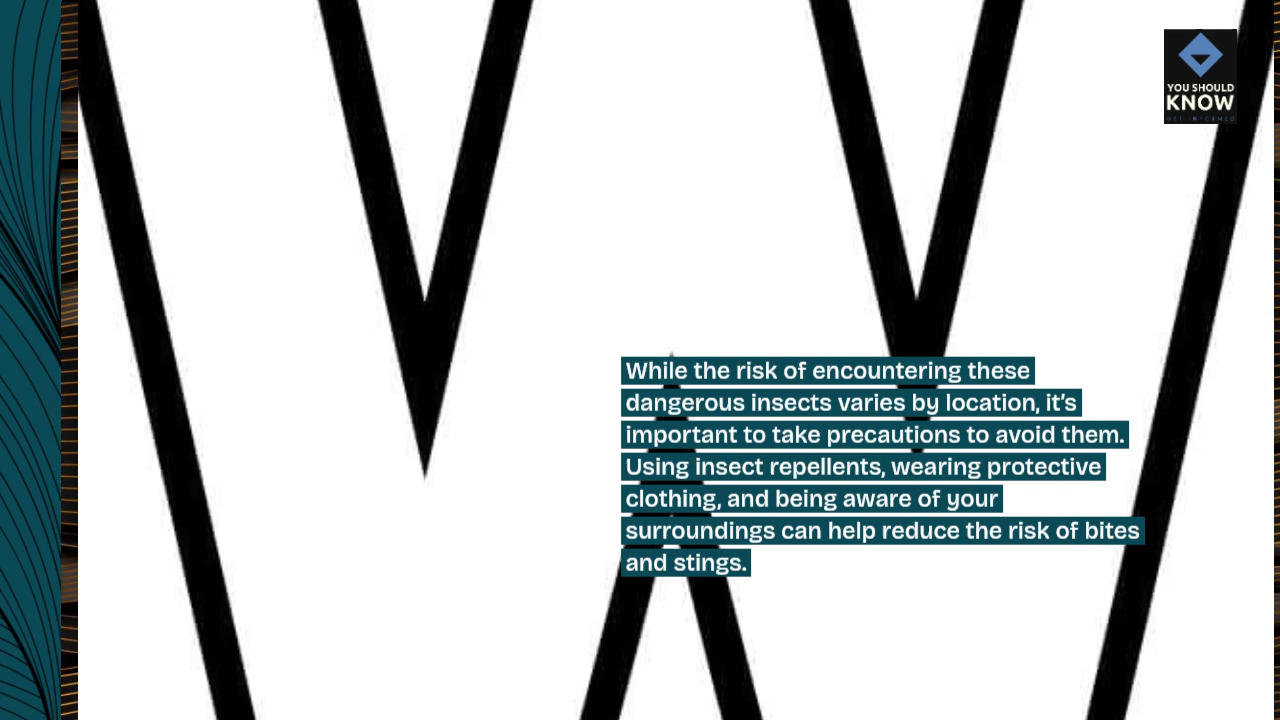 YOU SHOULD
KNOW
GET INFORMED
While the risk of encountering these
dangerous insects varies by location, it’s
important to take precautions to avoid them.
Using insect repellents, wearing protective
clothing, and being aware of your
surroundings can help reduce the risk of bites
and stings.